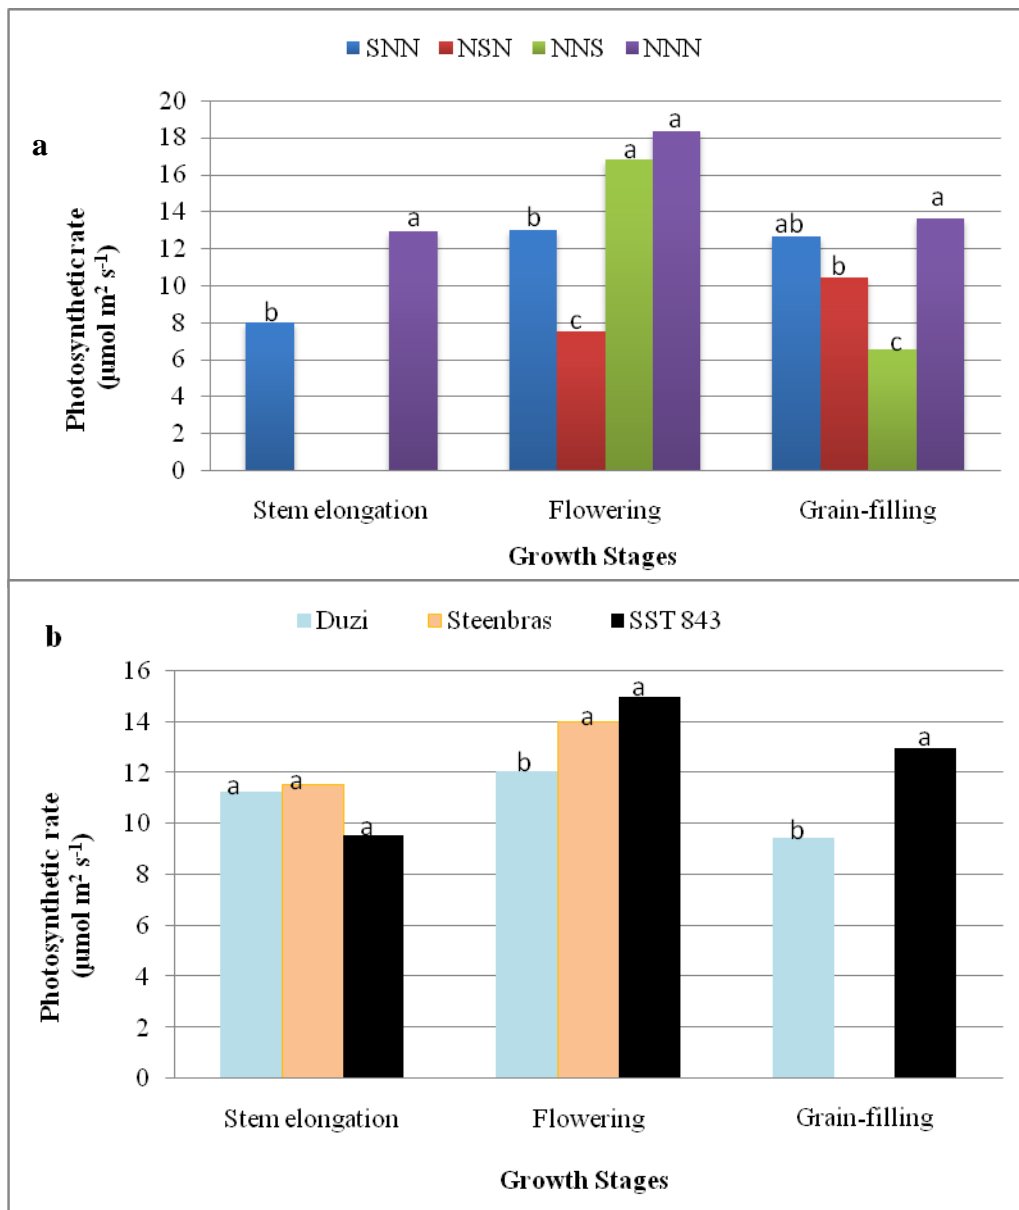 SNN NSN NNS NNN
a
20
18
16
14
12
10
8
6
4
2
0
b a b c a a ab b c a
Stem elongation Flowering Grain-filling
Growth Stages
Photosynthetic rate
(µmol m² s⁻¹)
b
Duzi Steenbras SST 843
16
14
12
10
8
6
4
2
0
a a a b a a b a
Stem elongation Flowering Grain-filling
Growth Stages
Photosynthetic rate
(µmol m² s⁻¹)